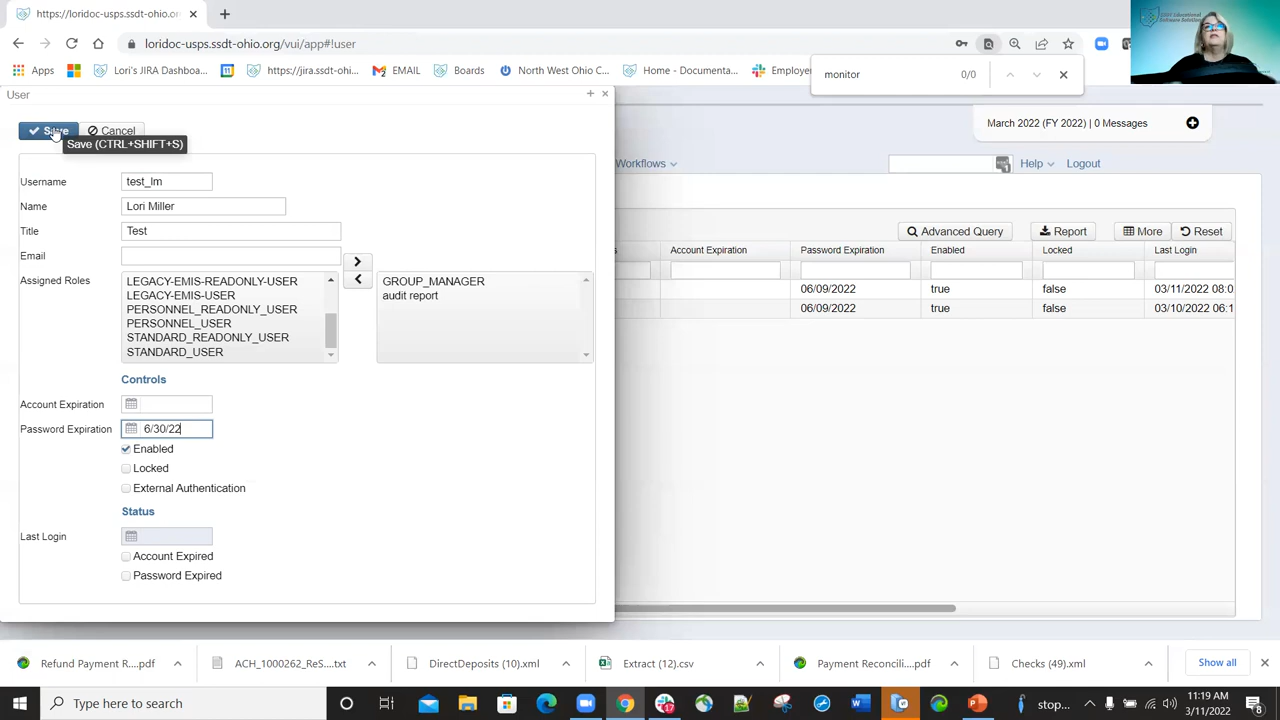 https://loridoc-usps.ssdt-ohio.org
loridoc-usps.ssdt-ohio.org/vui/app#!user
Apps
Lori's JIRA Dashboa...
https://jira.ssdt-ohio...
EMAIL
Boards
North West Ohio C...
Home - Documenta...
Employer
monitor
0/0
User
Save
Cancel
Save (CTRL+SHIFT+S)
March 2022 (FY 2022) | 0 Messages
Workflows
Help
Logout
Username
test_lm
Name
Lori Miller
Title
Test
Email
Assigned Roles
LEGACY-EMIS-READONLY-USER
LEGACY-EMIS-USER
PERSONNEL_READONLY_USER
PERSONNEL_USER
STANDARD_READONLY_USER
STANDARD_USER
GROUP_MANAGER
audit report
Controls
Account Expiration
Password Expiration
6/30/22
Enabled
Locked
External Authentication
Status
Last Login
Account Expired
Password Expired
Advanced Query
Report
More
Reset
Account Expiration
Password Expiration
Enabled
Locked
Last Login
06/09/2022
true
false
03/11/2022 08:0
06/09/2022
true
false
03/10/2022 06:1
Refund Payment R....pdf
ACH_1000262_ReS....txt
DirectDeposits (10).xml
Extract (12).csv
Payment Reconcili....pdf
Checks (49).xml
Show all
Type here to search
stop ...
11:19 AM
3/11/2022